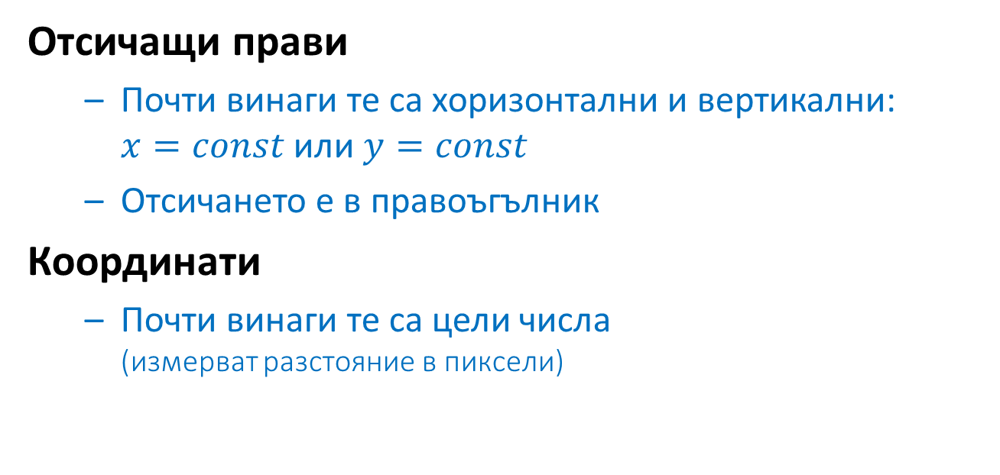 Отсичащи прави
– Почти винаги те са хоризонтални и вертикални:
x = const или y = const
– Отсичането е в правоъгълник
Координати
– Почти винаги те са цели числа
(измерват разстояние в пиксели)